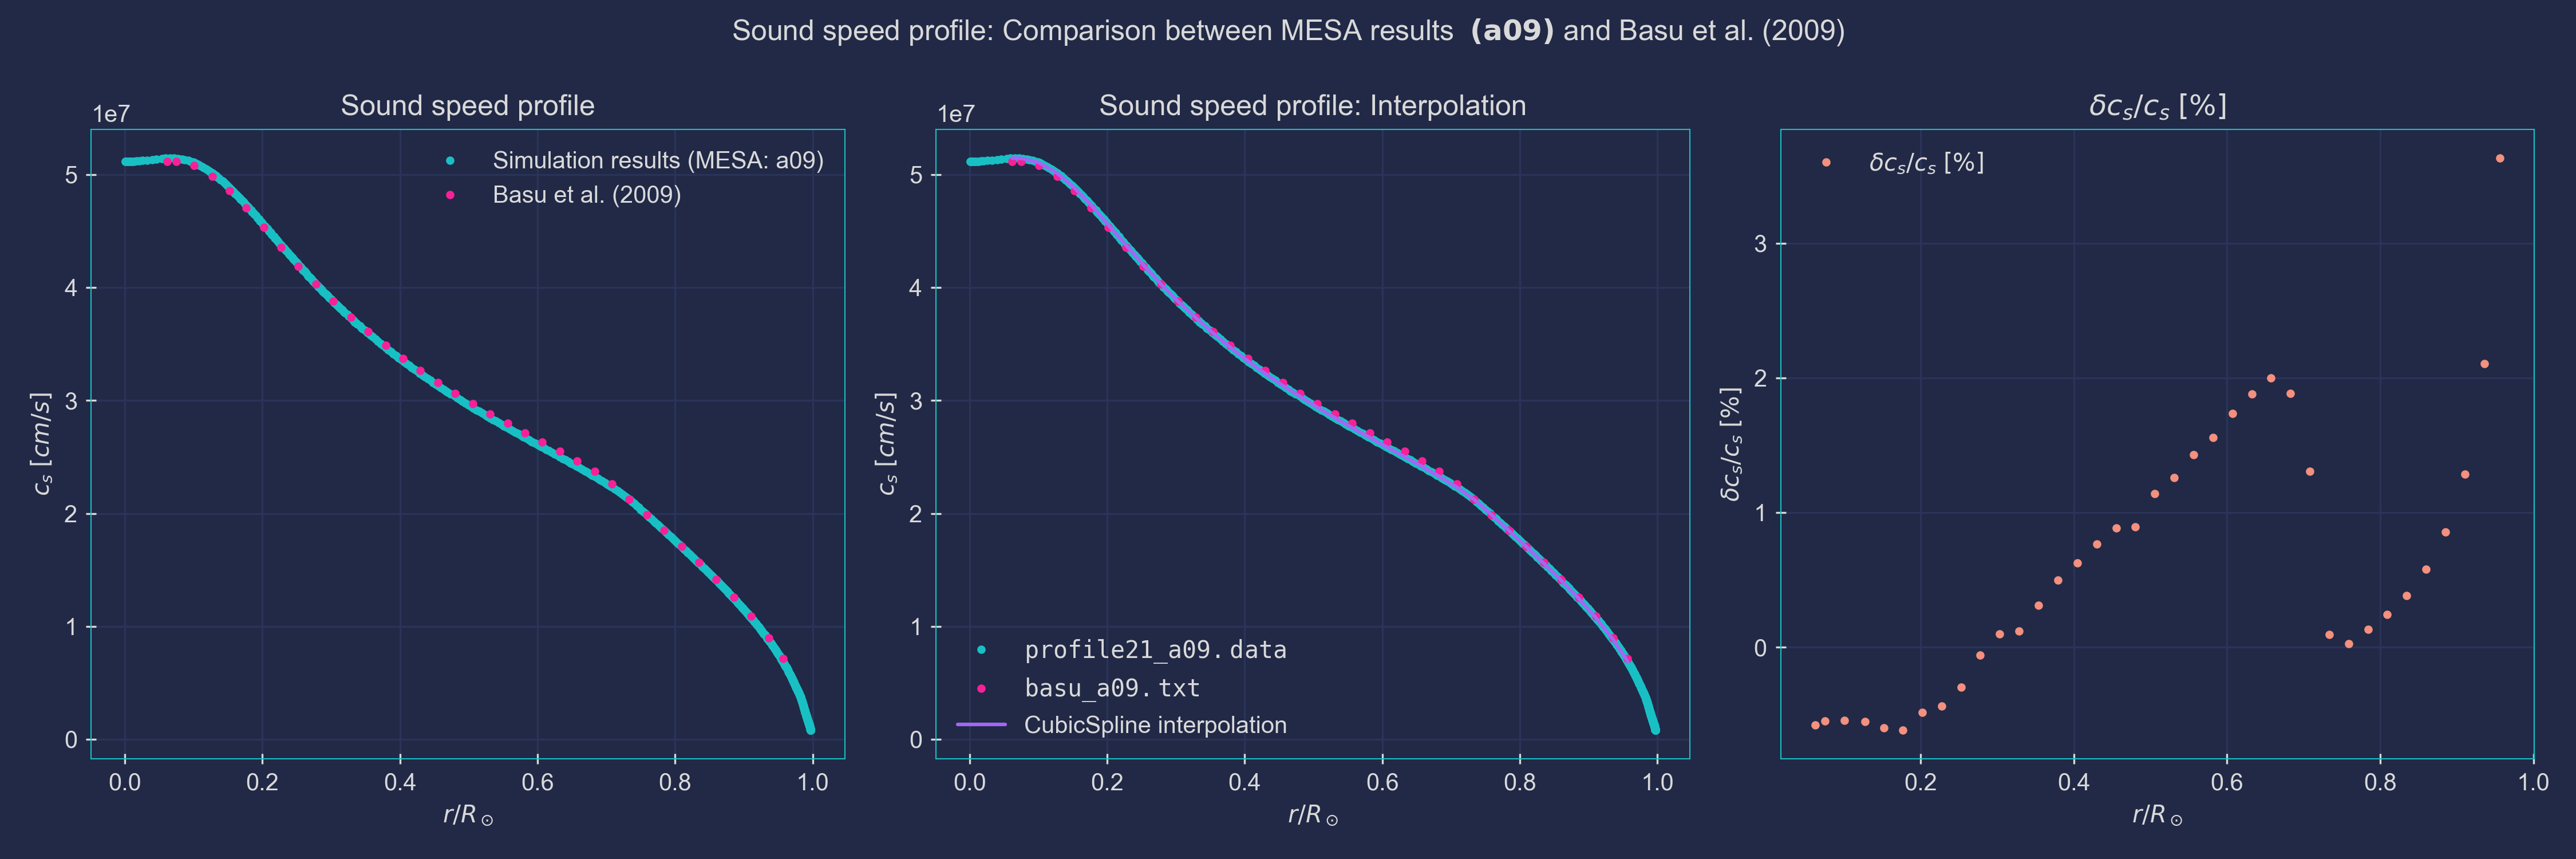 Sound speed profile: Comparison between MESA results (a09) and Basu et al. (2009)
Sound speed profile
1e7
Simulation results (MESA: a09)
Basu et al. (2009)
5
4
3
2
1
0
c_s [cm/s]
0.0 0.2 0.4 0.6 0.8 1.0
r/R_⊙
Sound speed profile: Interpolation
1e7
5
4
3
2
1
0
c_s [cm/s]
profile21_a09.data
basu_a09.txt
CubicSpline interpolation
0.0 0.2 0.4 0.6 0.8 1.0
r/R_⊙
δc_s/c_s [%]
δc_s/c_s [%]
3
2
1
0
δc_s/c_s [%]
0.2 0.4 0.6 0.8 1.0
r/R_⊙